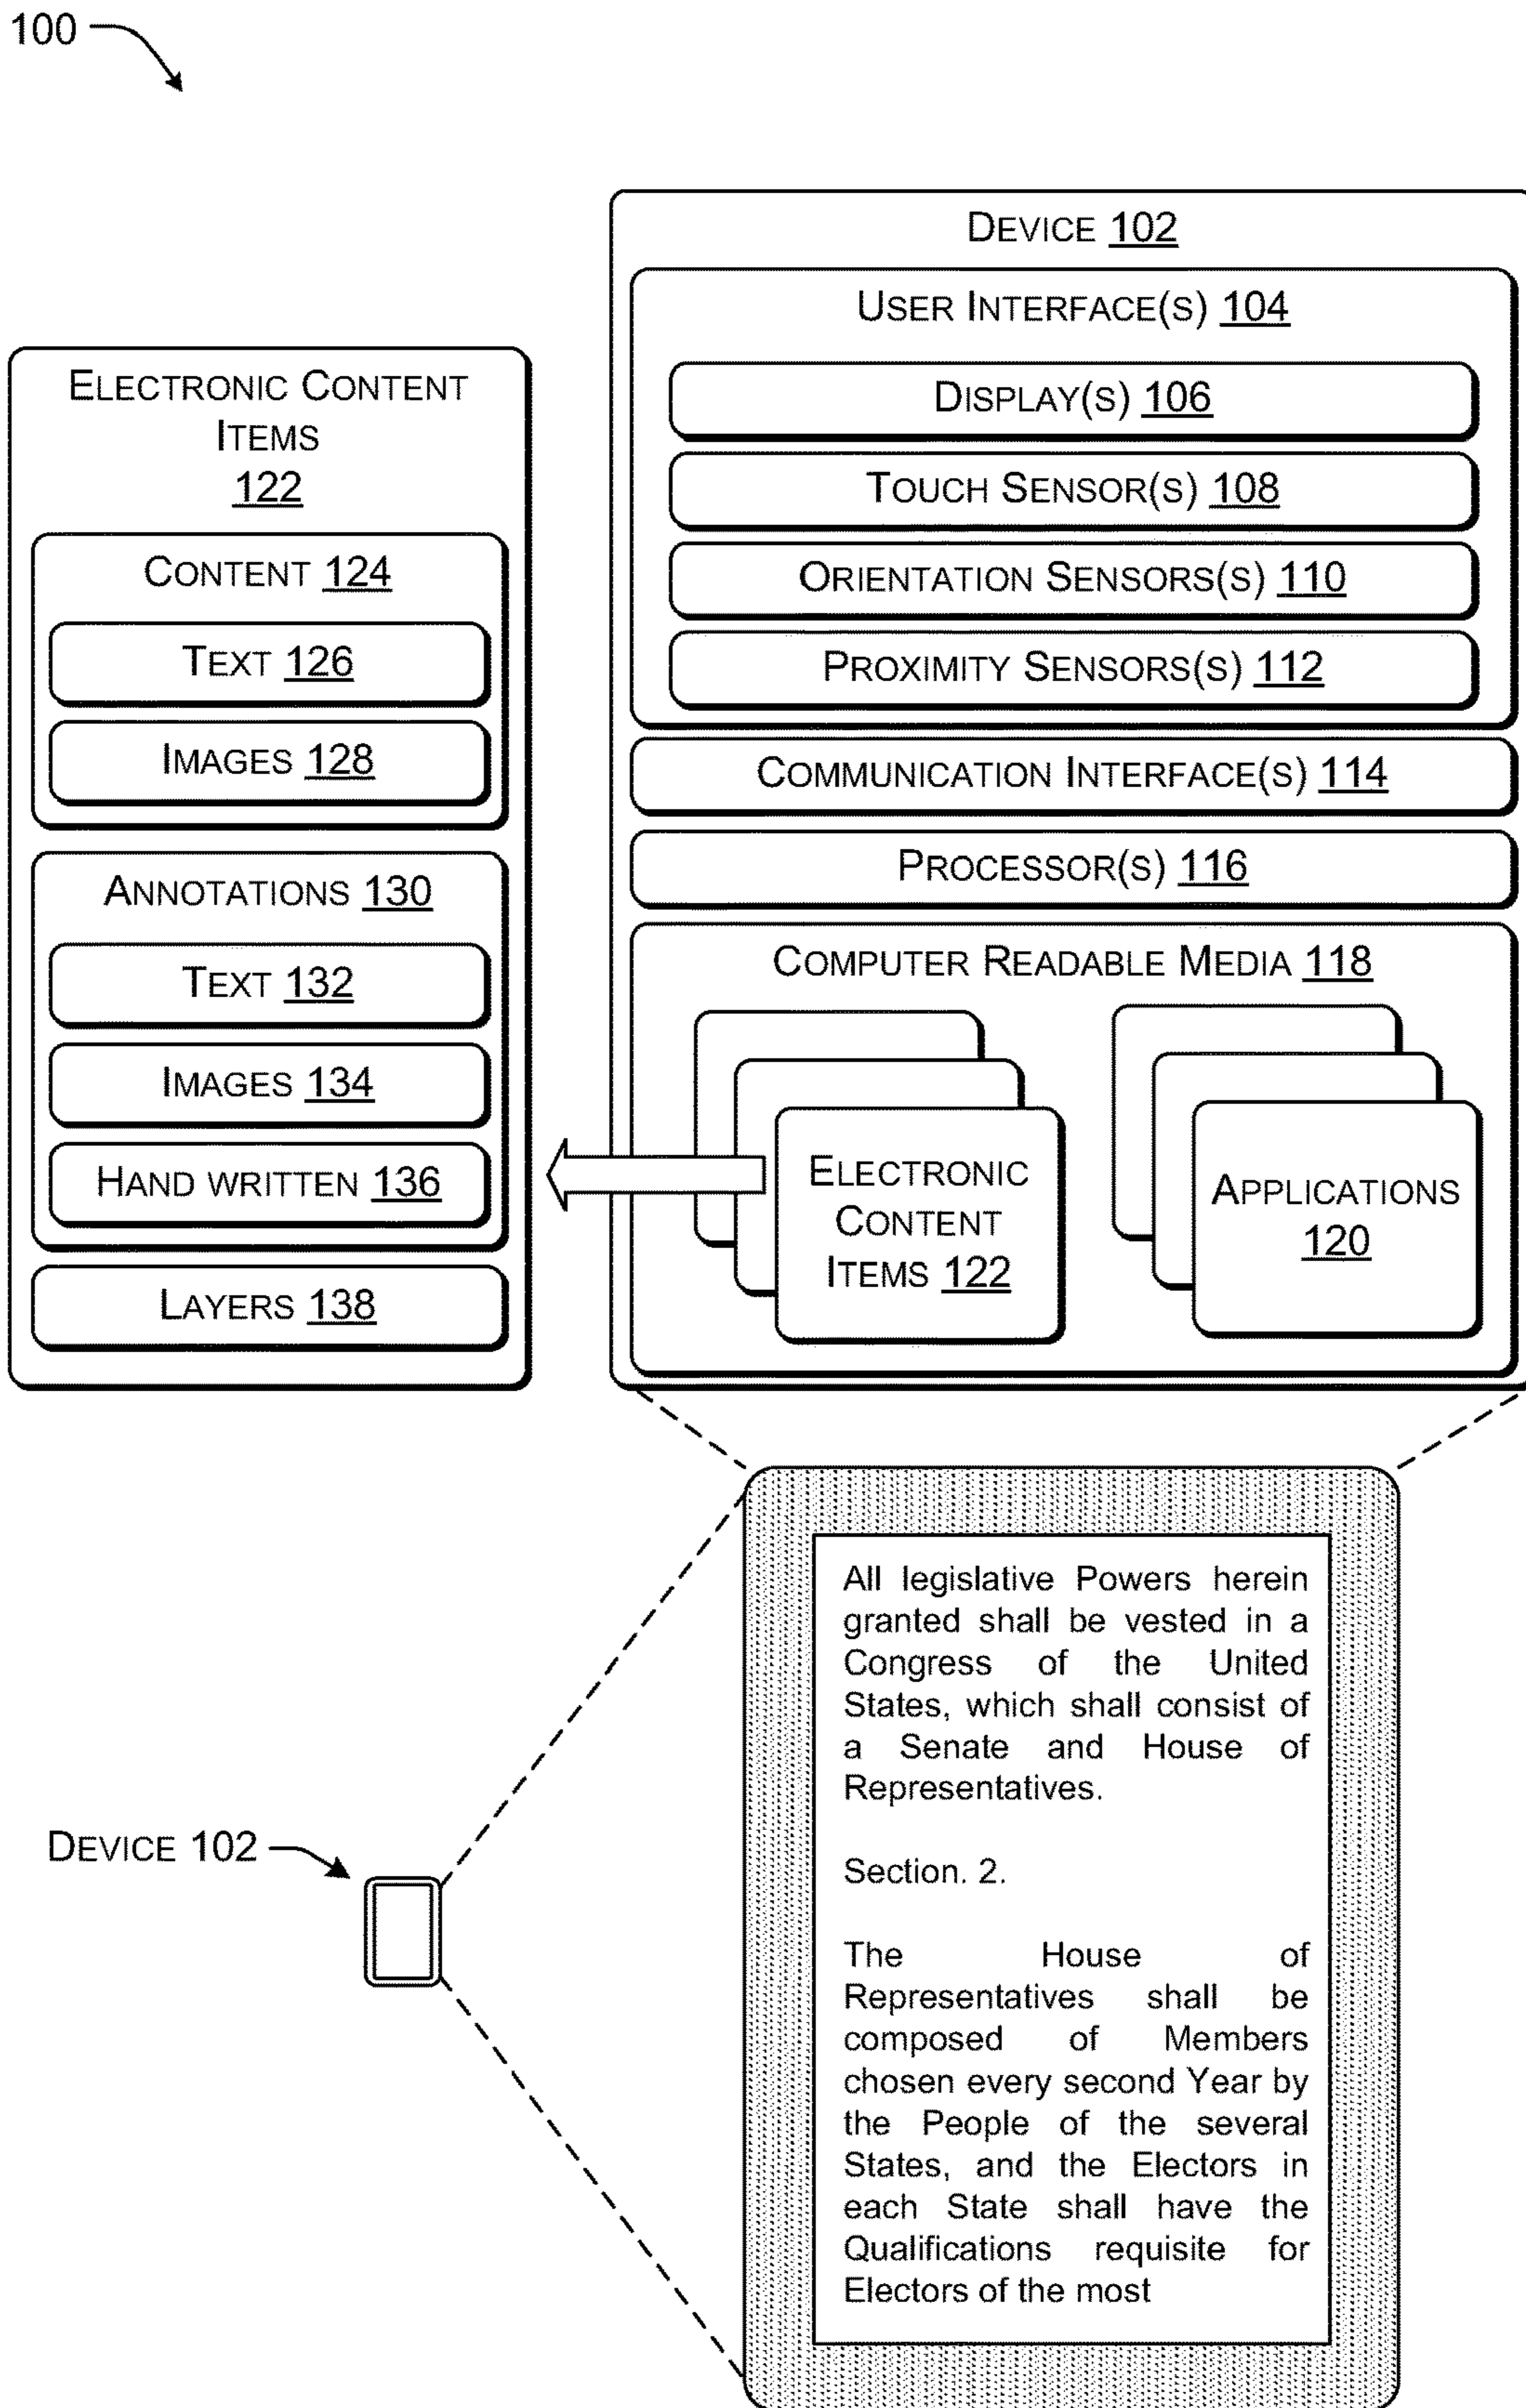 100
DEVICE 102
USER INTERFACE(S) 104
DISPLAY(S) 106
TOUCH SENSOR(S) 108
ORIENTATION SENSORS(S) 110
PROXIMITY SENSORS(S) 112
COMMUNICATION INTERFACE(S) 114
PROCESSOR(S) 116
COMPUTER READABLE MEDIA 118
ELECTRONIC
CONTENT
ITEMS 122
APPLICATIONS
120
ELECTRONIC CONTENT
ITEMS
122
CONTENT 124
TEXT 126
IMAGES 128
ANNOTATIONS 130
TEXT 132
IMAGES 134
HAND WRITTEN 136
LAYERS 138
DEVICE 102
All legislative Powers herein
granted shall be vested in a
Congress of the United
States, which shall consist of
a Senate and House of
Representatives.
Section. 2.
The House of
Representatives shall be
composed of Members
chosen every second Year by
the People of the several
States, and the Electors in
each State shall have the
Qualifications requisite for
Electors of the most